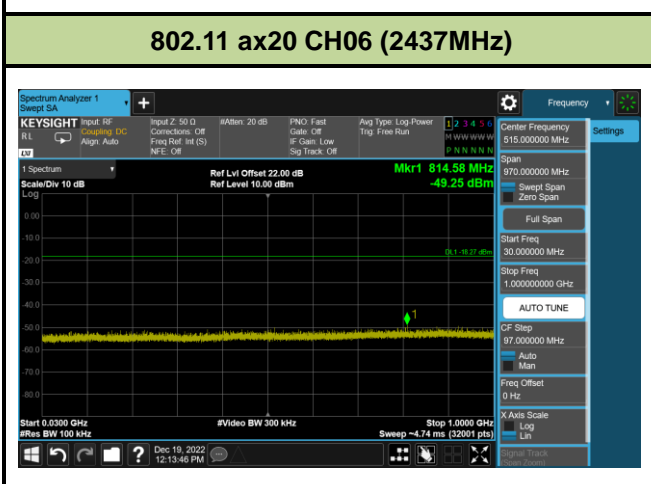 802.11 ax20 CH06 (2437MHz)
Spectrum Analyzer 1
Swept SA
Frequency
Settings
KEYSIGHT
RL
LXI
Input: RF
Coupling: DC
Align: Auto
Input Z: 50 Ω
Corrections: Off
Freq Ref: Int (S)
NFE: Off
#Atten: 20 dB
PNO: Fast
Gate: Off
IF Gain: Low
Sig Track: Off
Avg Type: Log-Power
Trig: Free Run
1 2 3 4 5 6
M W W W W W
P N N N N N
1 Spectrum
Scale/Div 10 dB
Log
Ref Lvl Offset 22.00 dB
Ref Level 10.00 dBm
Mkr1 814.58 MHz
-49.25 dBm
0.00
-10.0
DL1 -18.27 dBm
-20.0
-30.0
-40.0
1
-50.0
-60.0
-70.0
-80.0
Start 0.0300 GHz
#Res BW 100 kHz
#Video BW 300 kHz
Stop 1.0000 GHz
Sweep ~4.74 ms (32001 pts)
Center Frequency
515.000000 MHz
Span
970.000000 MHz
Swept Span
Zero Span
Full Span
Start Freq
30.000000 MHz
Stop Freq
1.000000000 GHz
AUTO TUNE
CF Step
97.000000 MHz
Auto
Man
Freq Offset
0 Hz
X Axis Scale
Log
Lin
Signal Track
(Span Zoom)
?
Dec 19, 2022
12:13:46 PM